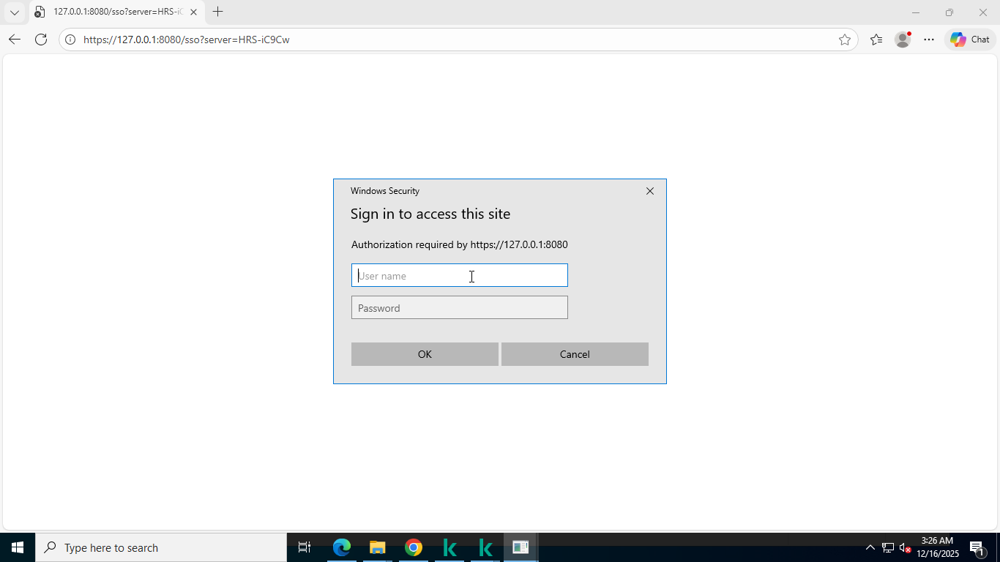 127.0.0.1:8080/sso?server=HRS-iC
https://127.0.0.1:8080/sso?server=HRS-iC9Cw
Chat
Windows Security
Sign in to access this site
Authorization required by https://127.0.0.1:8080
User name
Password
OK
Cancel
Type here to search
3:26 AM
12/16/2025
1